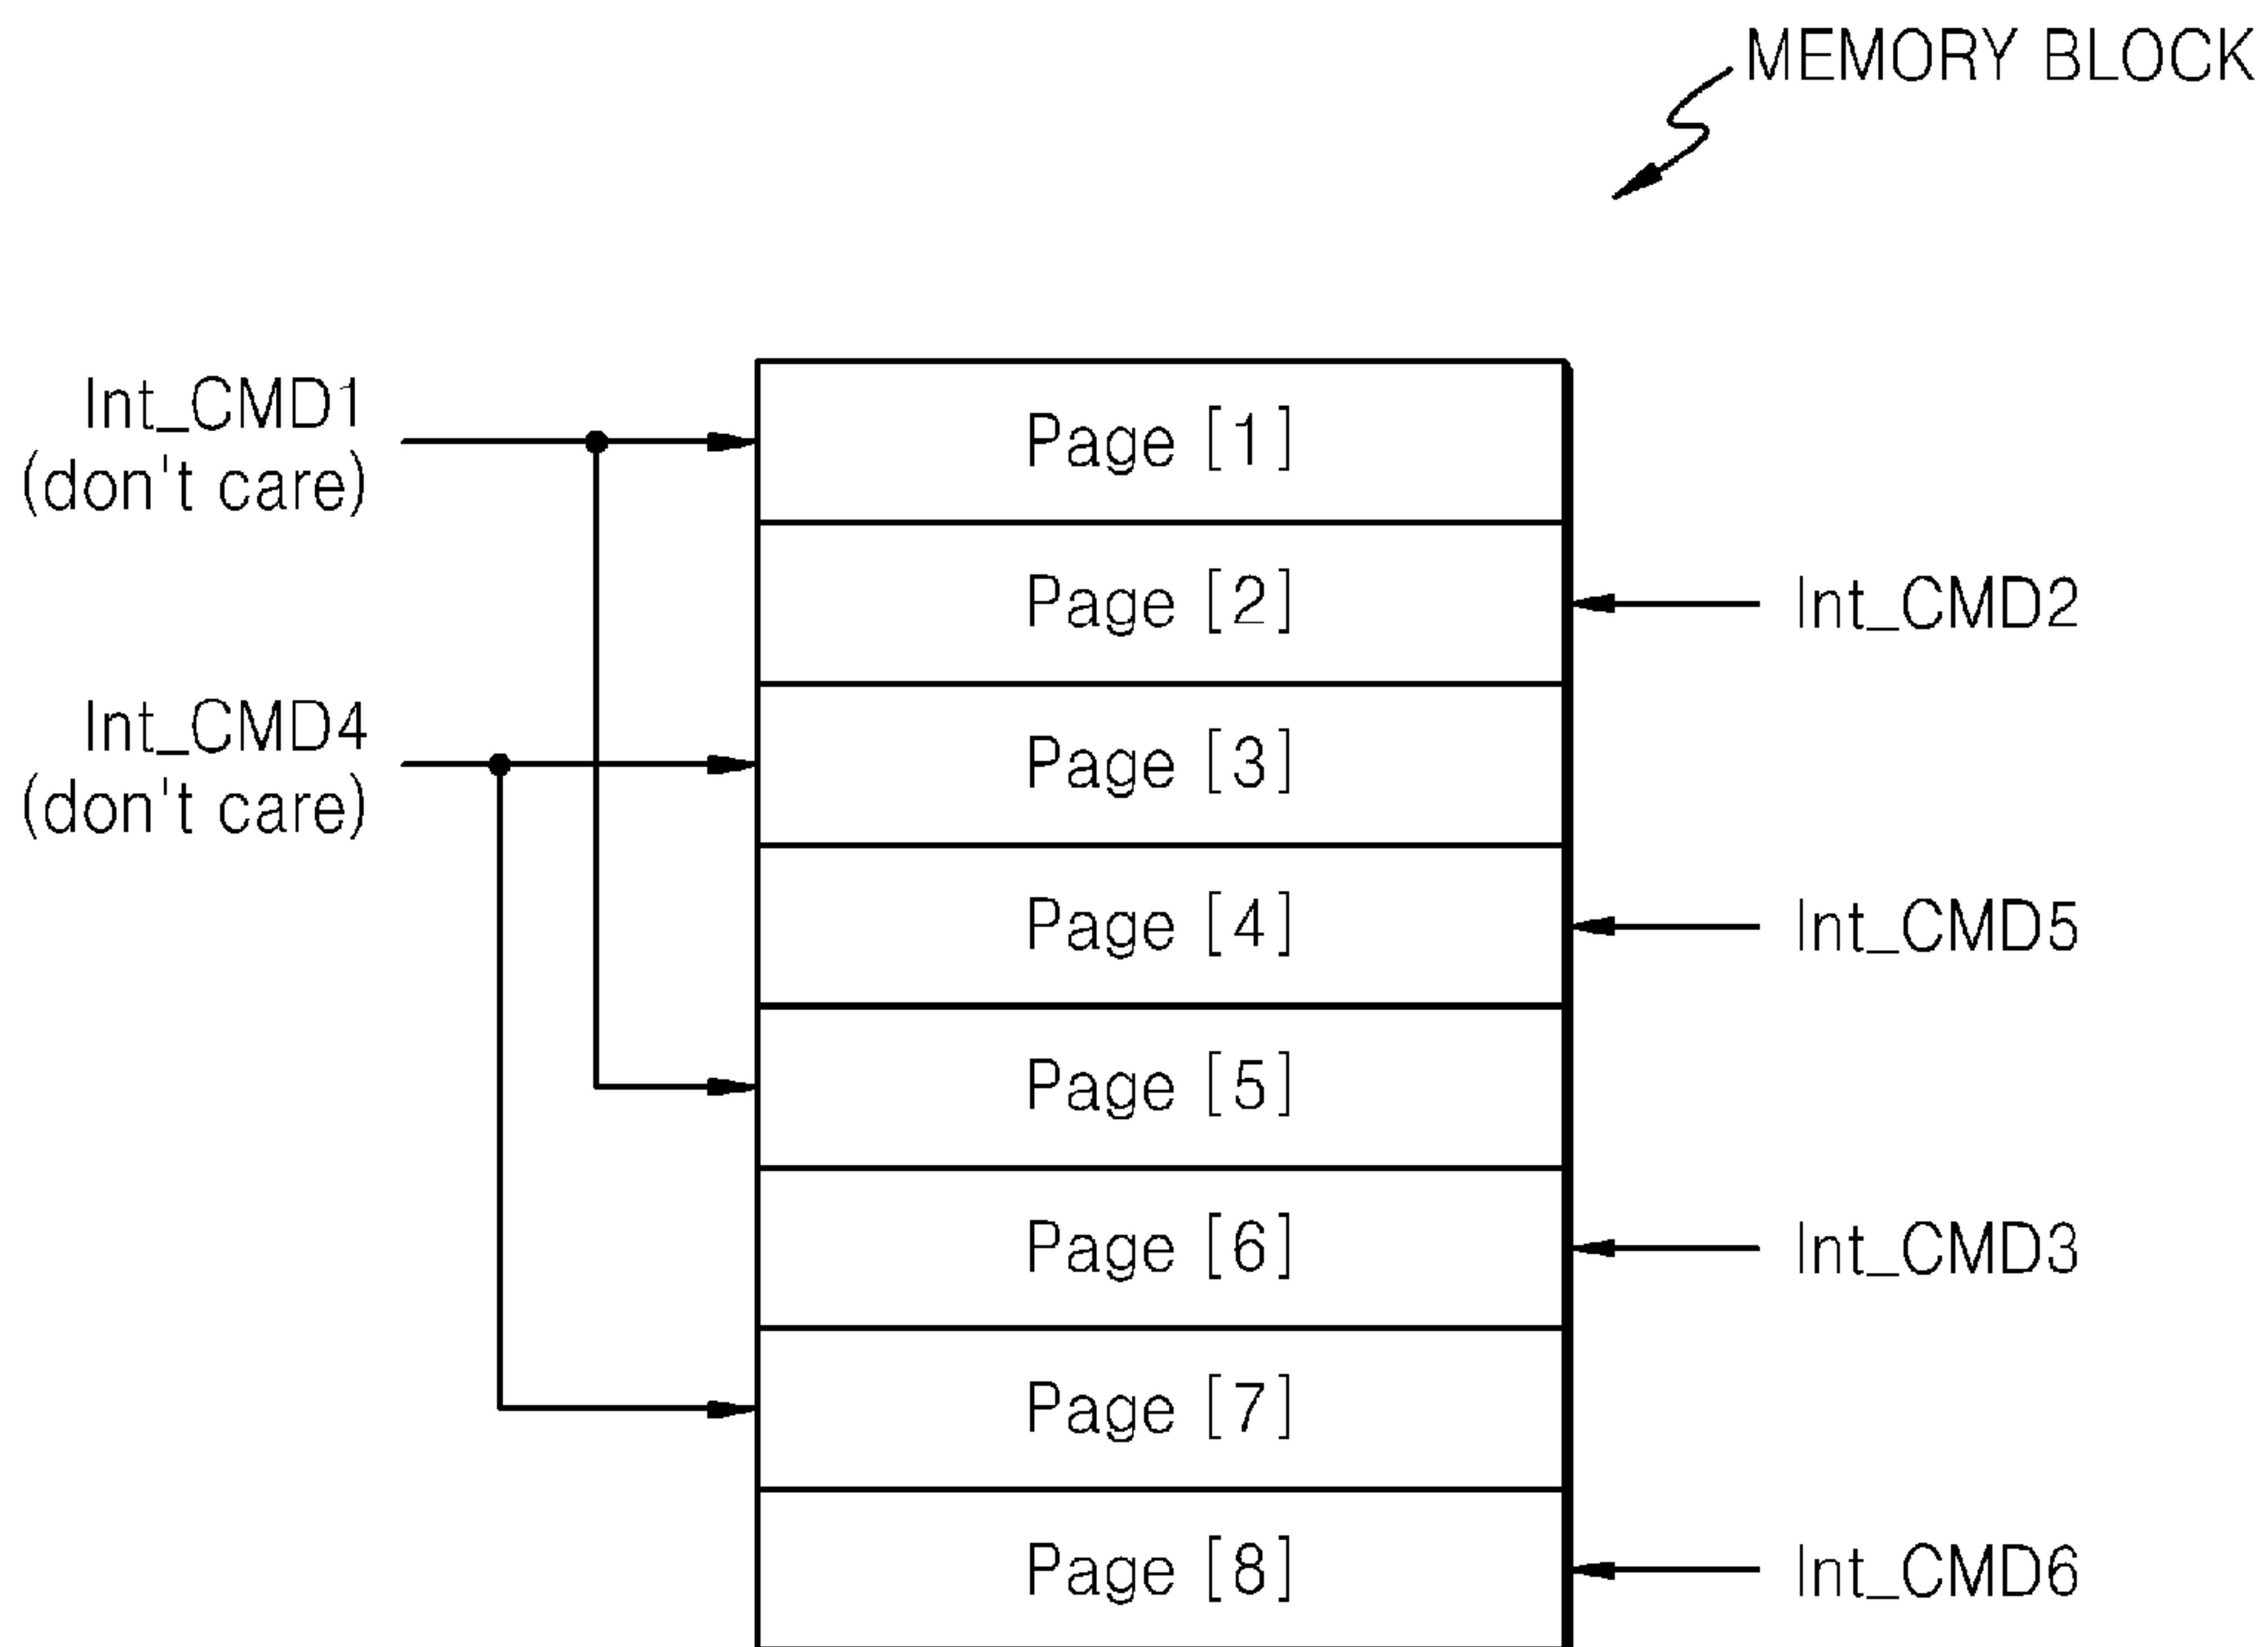 MEMORY BLOCK
Int_CMD1
(don't care)
Page [1]
Page [2]
Int_CMD2
Int_CMD4
(don't care)
Page [3]
Page [4]
Int_CMD5
Page [5]
Page [6]
Int_CMD3
Page [7]
Page [8]
Int_CMD6